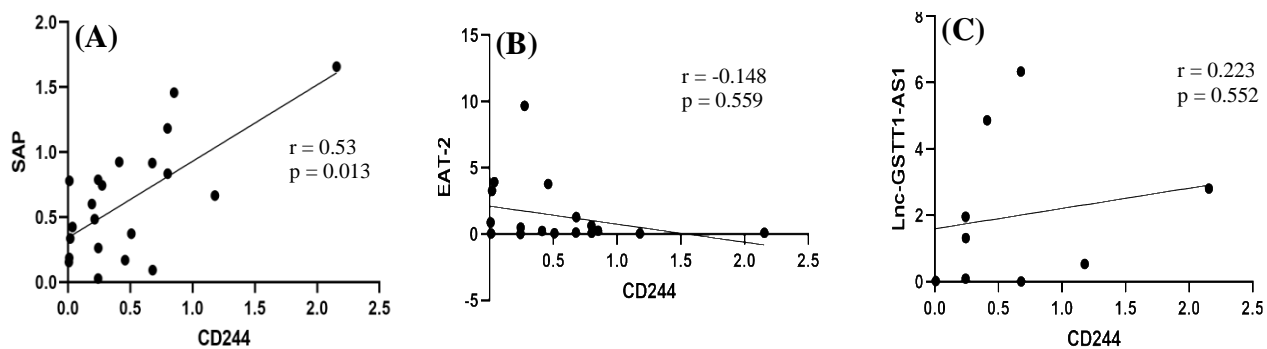 (A)
2.0
1.5
1.0
0.5
0.0
SAP
r = 0.53
p = 0.013
0.0 0.5 1.0 1.5 2.0 2.5
CD244
(B)
15
10
5
0
-5
EAT-2
r = -0.148
p = 0.559
0.5 1.0 1.5 2.0 2.5
CD244
(C)
8
6
4
2
0
Lnc-GSTT1-AS1
r = 0.223
p = 0.552
0.0 0.5 1.0 1.5 2.0 2.5
CD244